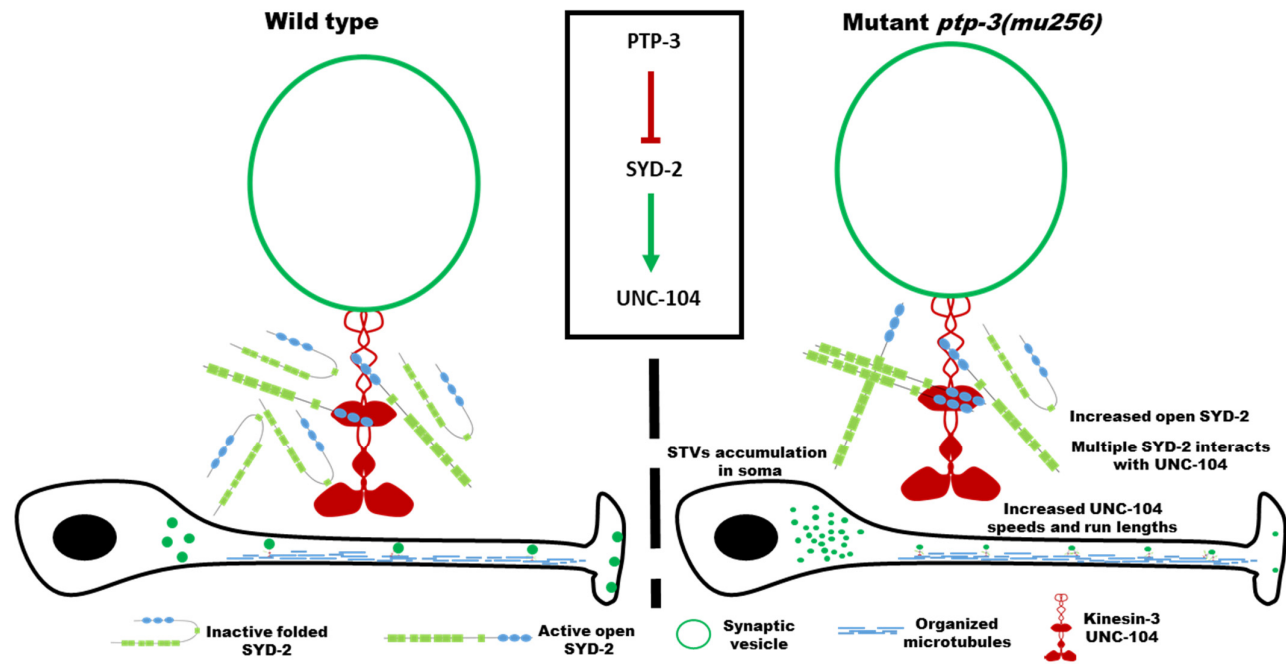 Wild type
PTP-3
SYD-2
UNC-104
Mutant ptp-3(mu256)
Increased open SYD-2
Multiple SYD-2 interacts
with UNC-104
STVs accumulation
in soma
Increased UNC-104
speeds and run lengths
Inactive folded
SYD-2
Active open
SYD-2
Synaptic
vesicle
Organized
microtubules
Kinesin-3
UNC-104